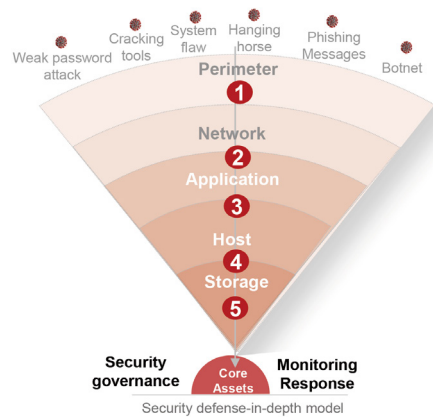 Weak password
attack
Cracking
tools
System
flaw
Hanging
horse
Phishing
Messages
Botnet
Perimeter
1
Network
2
Application
3
Host
4
Storage
5
Security
governance
Core
Assets
Monitoring
Response
Security defense-in-depth model